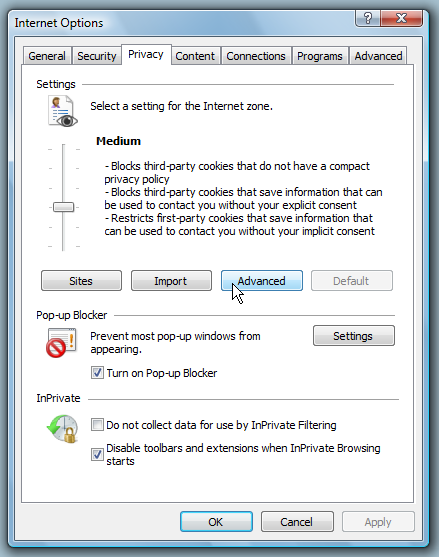 Internet Options
General Security Privacy Content Connections Programs Advanced
Settings
Select a setting for the Internet zone.
Medium
- Blocks third-party cookies that do not have a compact
privacy policy
- Blocks third-party cookies that save information that can
be used to contact you without your explicit consent
- Restricts first-party cookies that save information that
can be used to contact you without your implicit consent
Sites Import Advanced Default
Pop-up Blocker
Prevent most pop-up windows from
appearing.
Settings
Turn on Pop-up Blocker
InPrivate
Do not collect data for use by InPrivate Filtering
Disable toolbars and extensions when InPrivate Browsing
starts
OK Cancel Apply